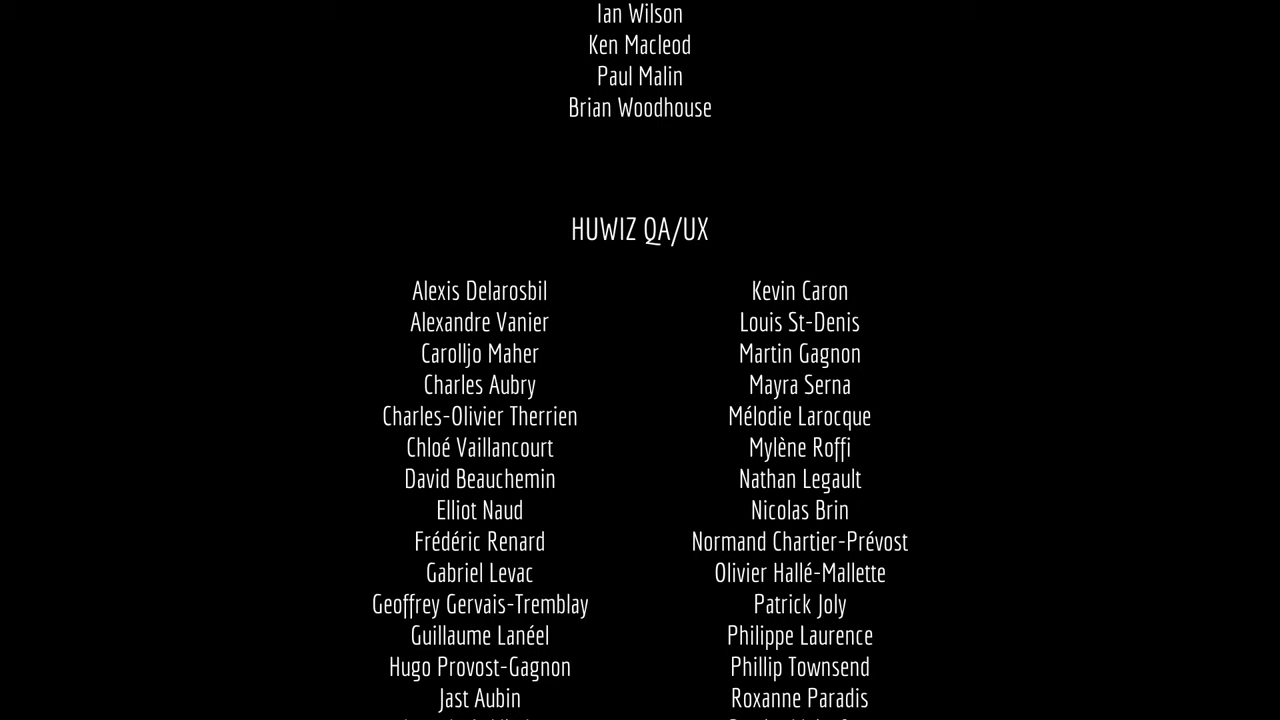 Ian Wilson
Ken Macleod
Paul Malin
Brian Woodhouse
HUWIZ QA/UX
Alexis Delarosbil
Alexandre Vanier
Carolljo Maher
Charles Aubry
Charles-Olivier Therrien
Chloé Vaillancourt
David Beauchemin
Elliot Naud
Frédéric Renard
Gabriel Levac
Geoffrey Gervais-Tremblay
Guillaume Lanéel
Hugo Provost-Gagnon
Jast Aubin
Kevin Caron
Louis St-Denis
Martin Gagnon
Mayra Serna
Mélodie Larocque
Mylène Roffi
Nathan Legault
Nicolas Brin
Normand Chartier-Prévost
Olivier Hallé-Mallette
Patrick Joly
Philippe Laurence
Phillip Townsend
Roxanne Paradis